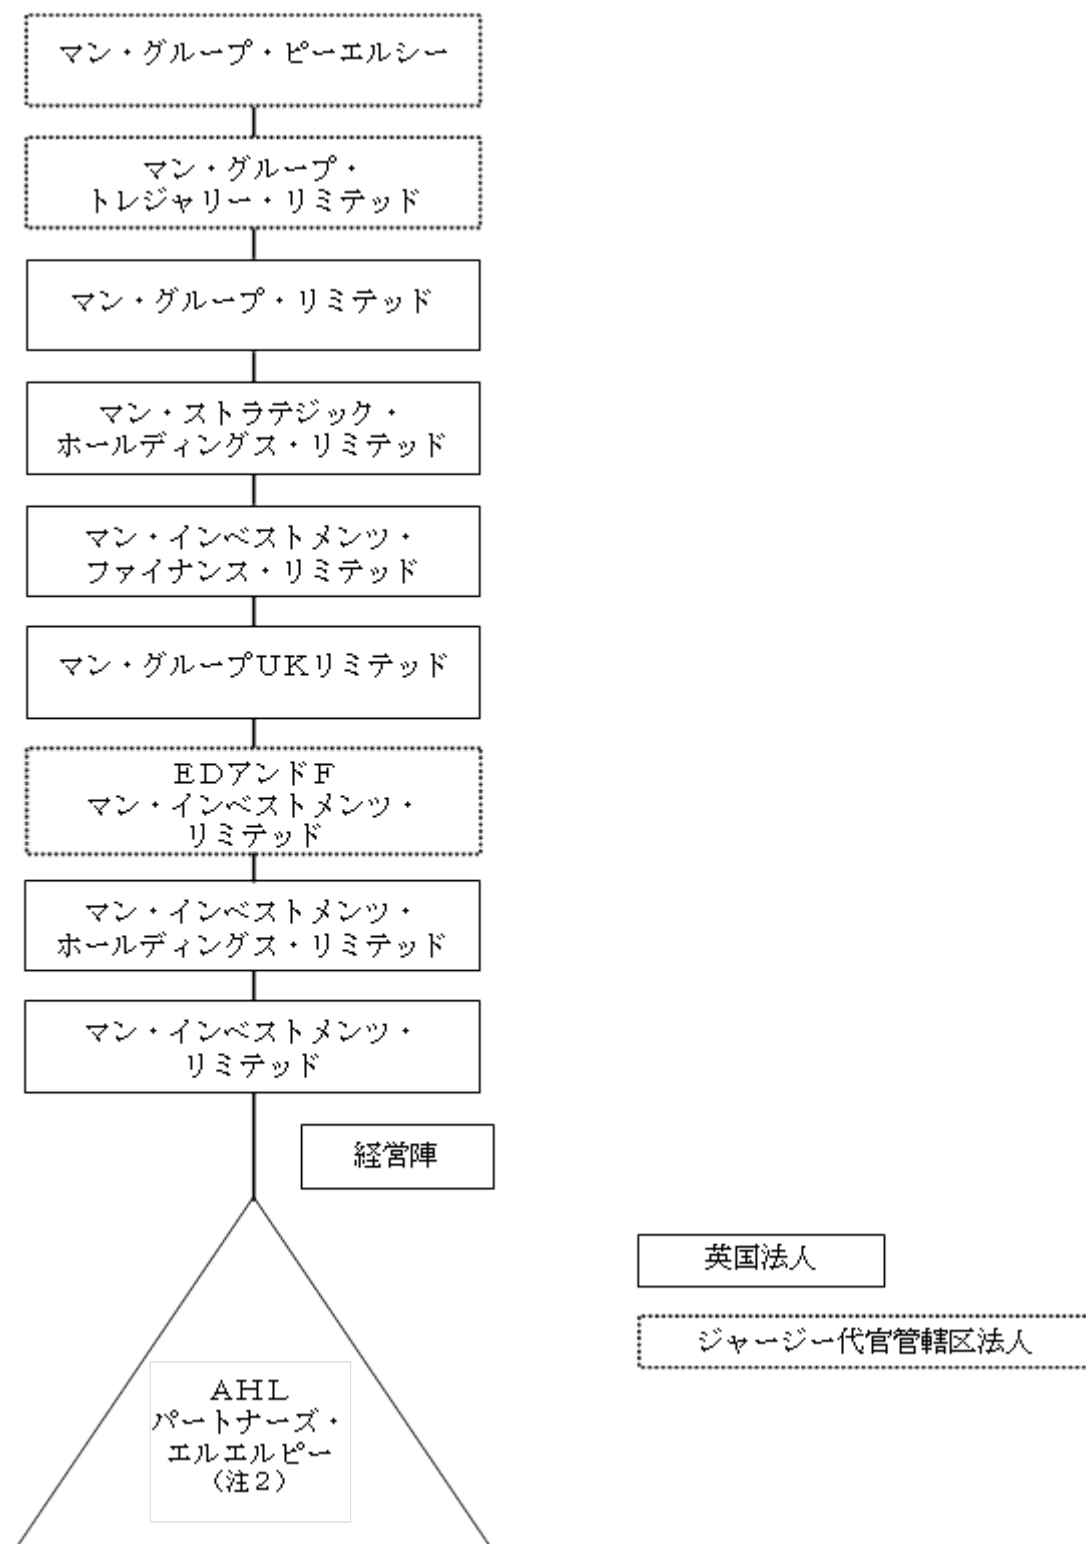 マン・グループ・ピーエルシー
マン・グループ・
トレジャリー・リミテッド
マン・グループ・リミテッド
マン・ストラテジック・
ホールディングス・リミテッド
マン・インベストメンツ・
ファイナンス・リミテッド
マン・グループUKリミテッド
EDアンドF
マン・インベストメンツ・
リミテッド
マン・インベストメンツ・
ホールディングス・リミテッド
マン・インベストメンツ・
リミテッド
経営陣
英国法人
ジャージー代官管轄区法人
AHL
パートナーズ・
エルエルピー
(注2)